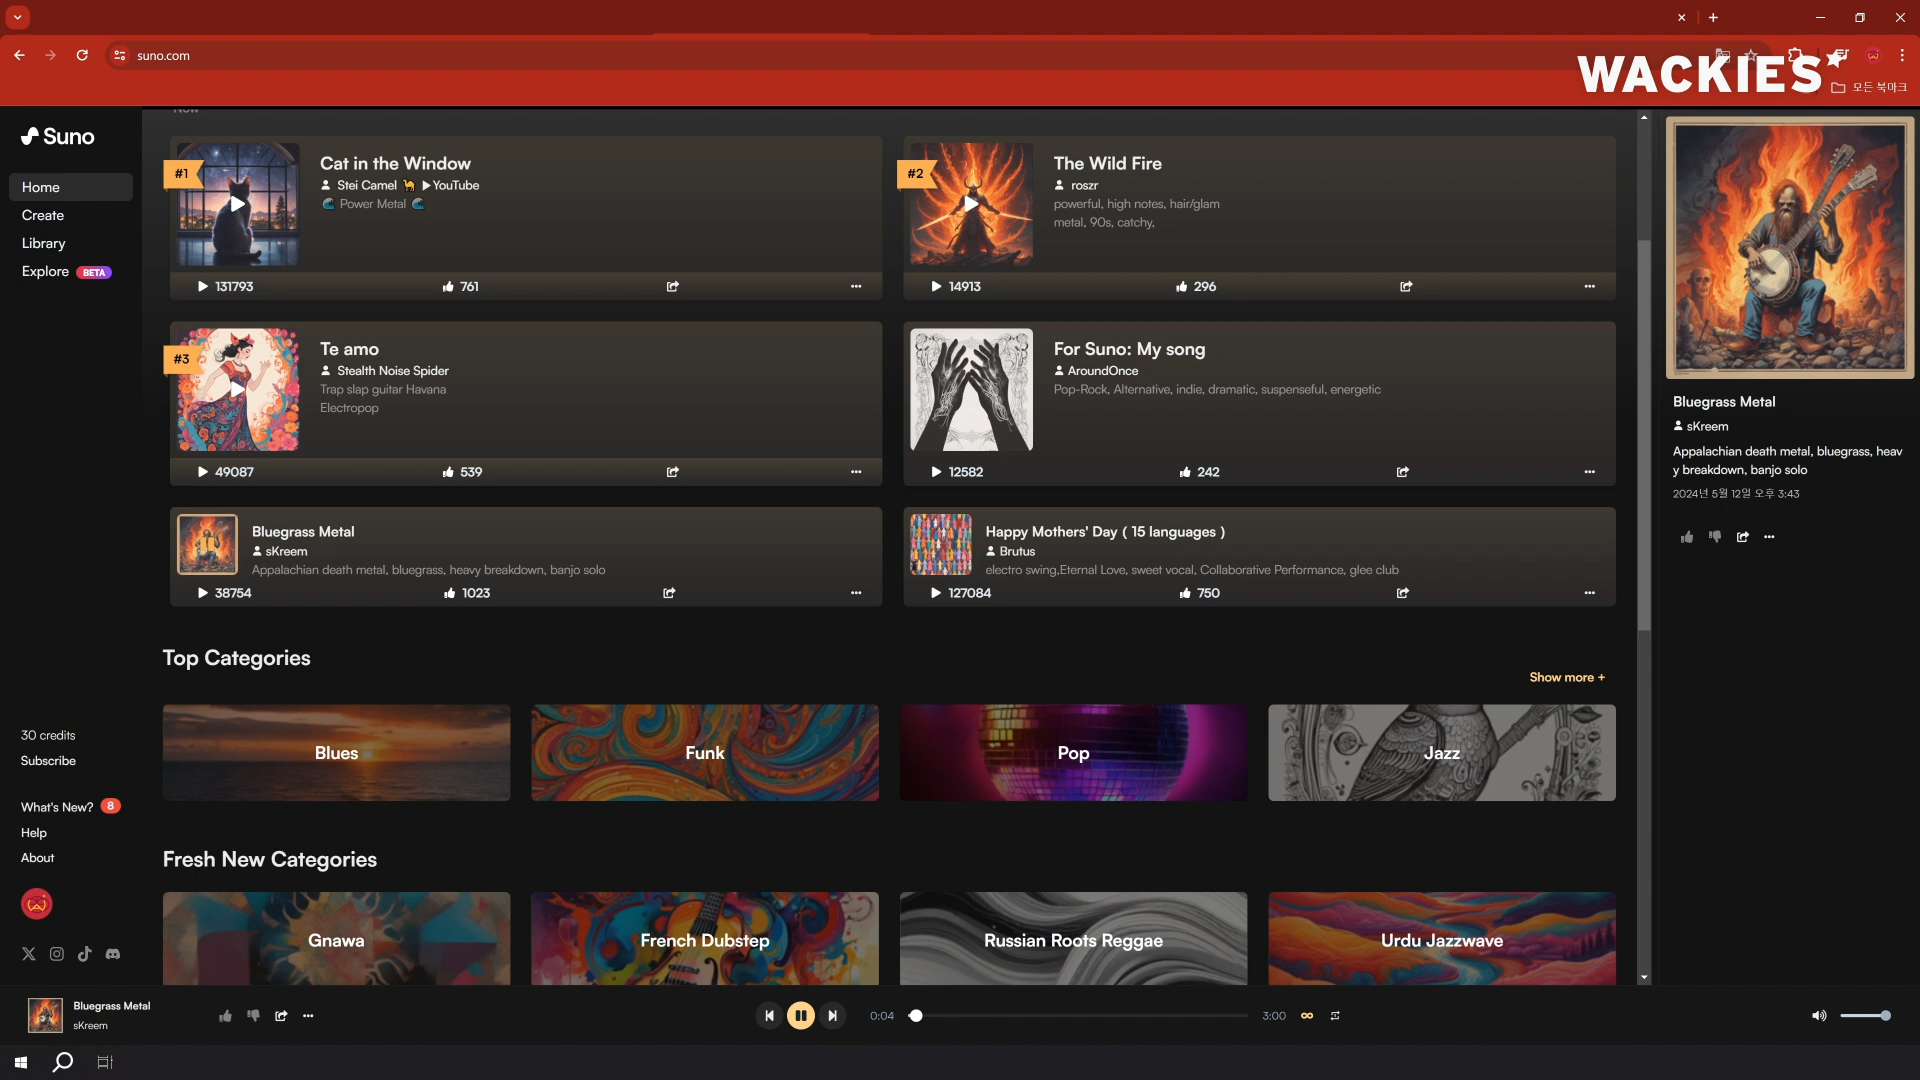 suno.com
WACKIES
모든 북마크
Suno
Home
Create
Library
Explore BETA
30 credits
Subscribe
What's New? 8
Help
About
Now
#1
Cat in the Window
Stei Camel 🐪 ▶YouTube
🌊 Power Metal 🌊
131793
761
#2
The Wild Fire
roszr
powerful, high notes, hair/glam
metal, 90s, catchy,
14913
296
#3
Te amo
Stealth Noise Spider
Trap slap guitar Havana
Electropop
49087
539
For Suno: My song
AroundOnce
Pop-Rock, Alternative, indie, dramatic, suspenseful, energetic
12582
242
Bluegrass Metal
sKreem
Appalachian death metal, bluegrass, heavy breakdown, banjo solo
38754
1023
Happy Mothers' Day ( 15 languages )
Brutus
electro swing,Eternal Love, sweet vocal, Collaborative Performance, glee club
127084
750
Top Categories
Show more +
Blues
Funk
Pop
Jazz
Fresh New Categories
Gnawa
French Dubstep
Russian Roots Reggae
Urdu Jazzwave
Bluegrass Metal
sKreem
Appalachian death metal, bluegrass, heav
y breakdown, banjo solo
2024년 5월 12일 오후 3:43
Bluegrass Metal
sKreem
0:04
3:00